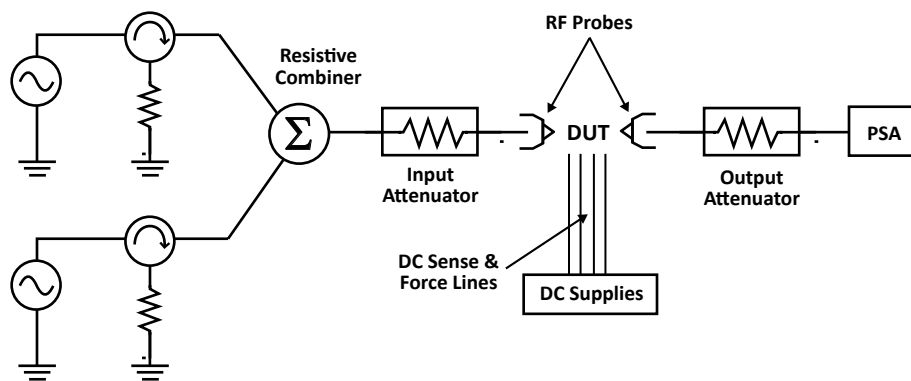 RF Probes
Resistive
Combiner
Σ
DUT
PSA
Input
Attenuator
Output
Attenuator
DC Sense &
Force Lines
DC Supplies